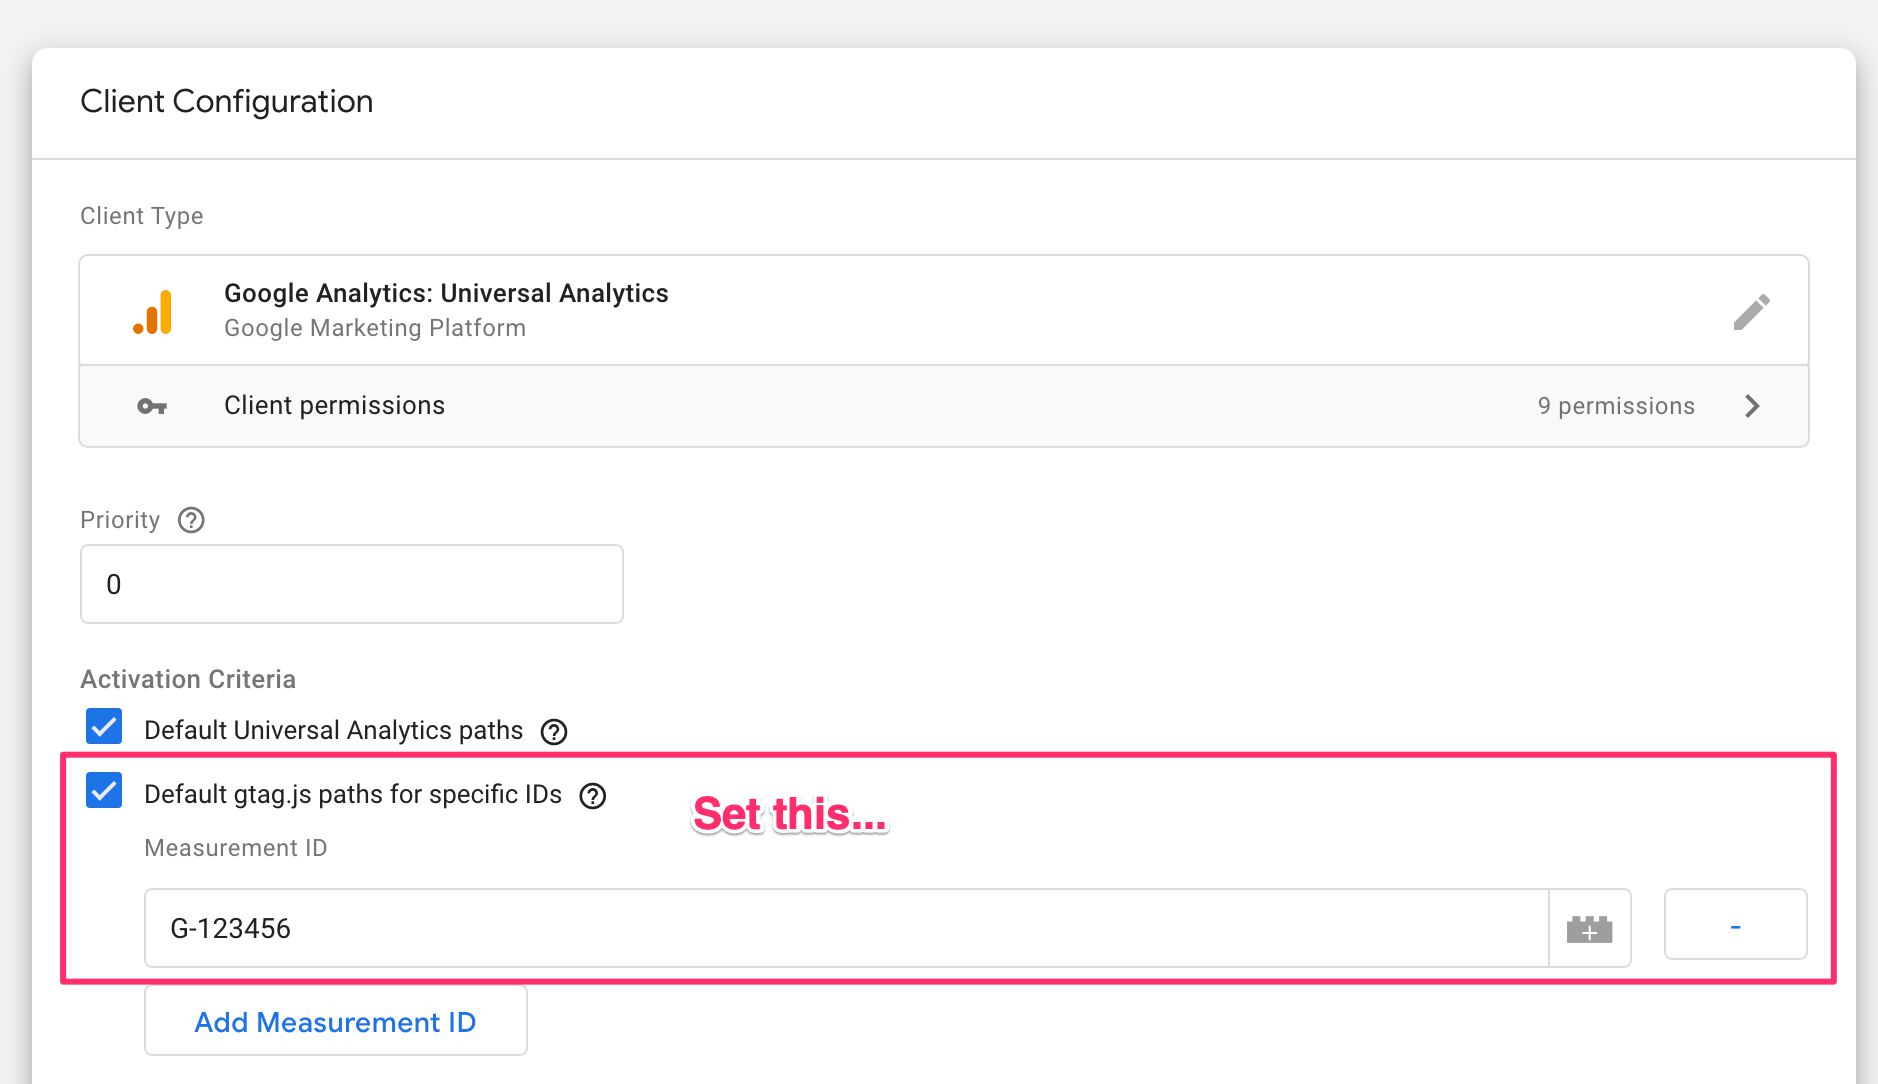 Client Configuration
Client Type
Google Analytics: Universal Analytics
Google Marketing Platform
Client permissions
9 permissions
Priority
0
Activation Criteria
Default Universal Analytics paths
Default gtag.js paths for specific IDs
Set this...
Measurement ID
G-123456
-
Add Measurement ID